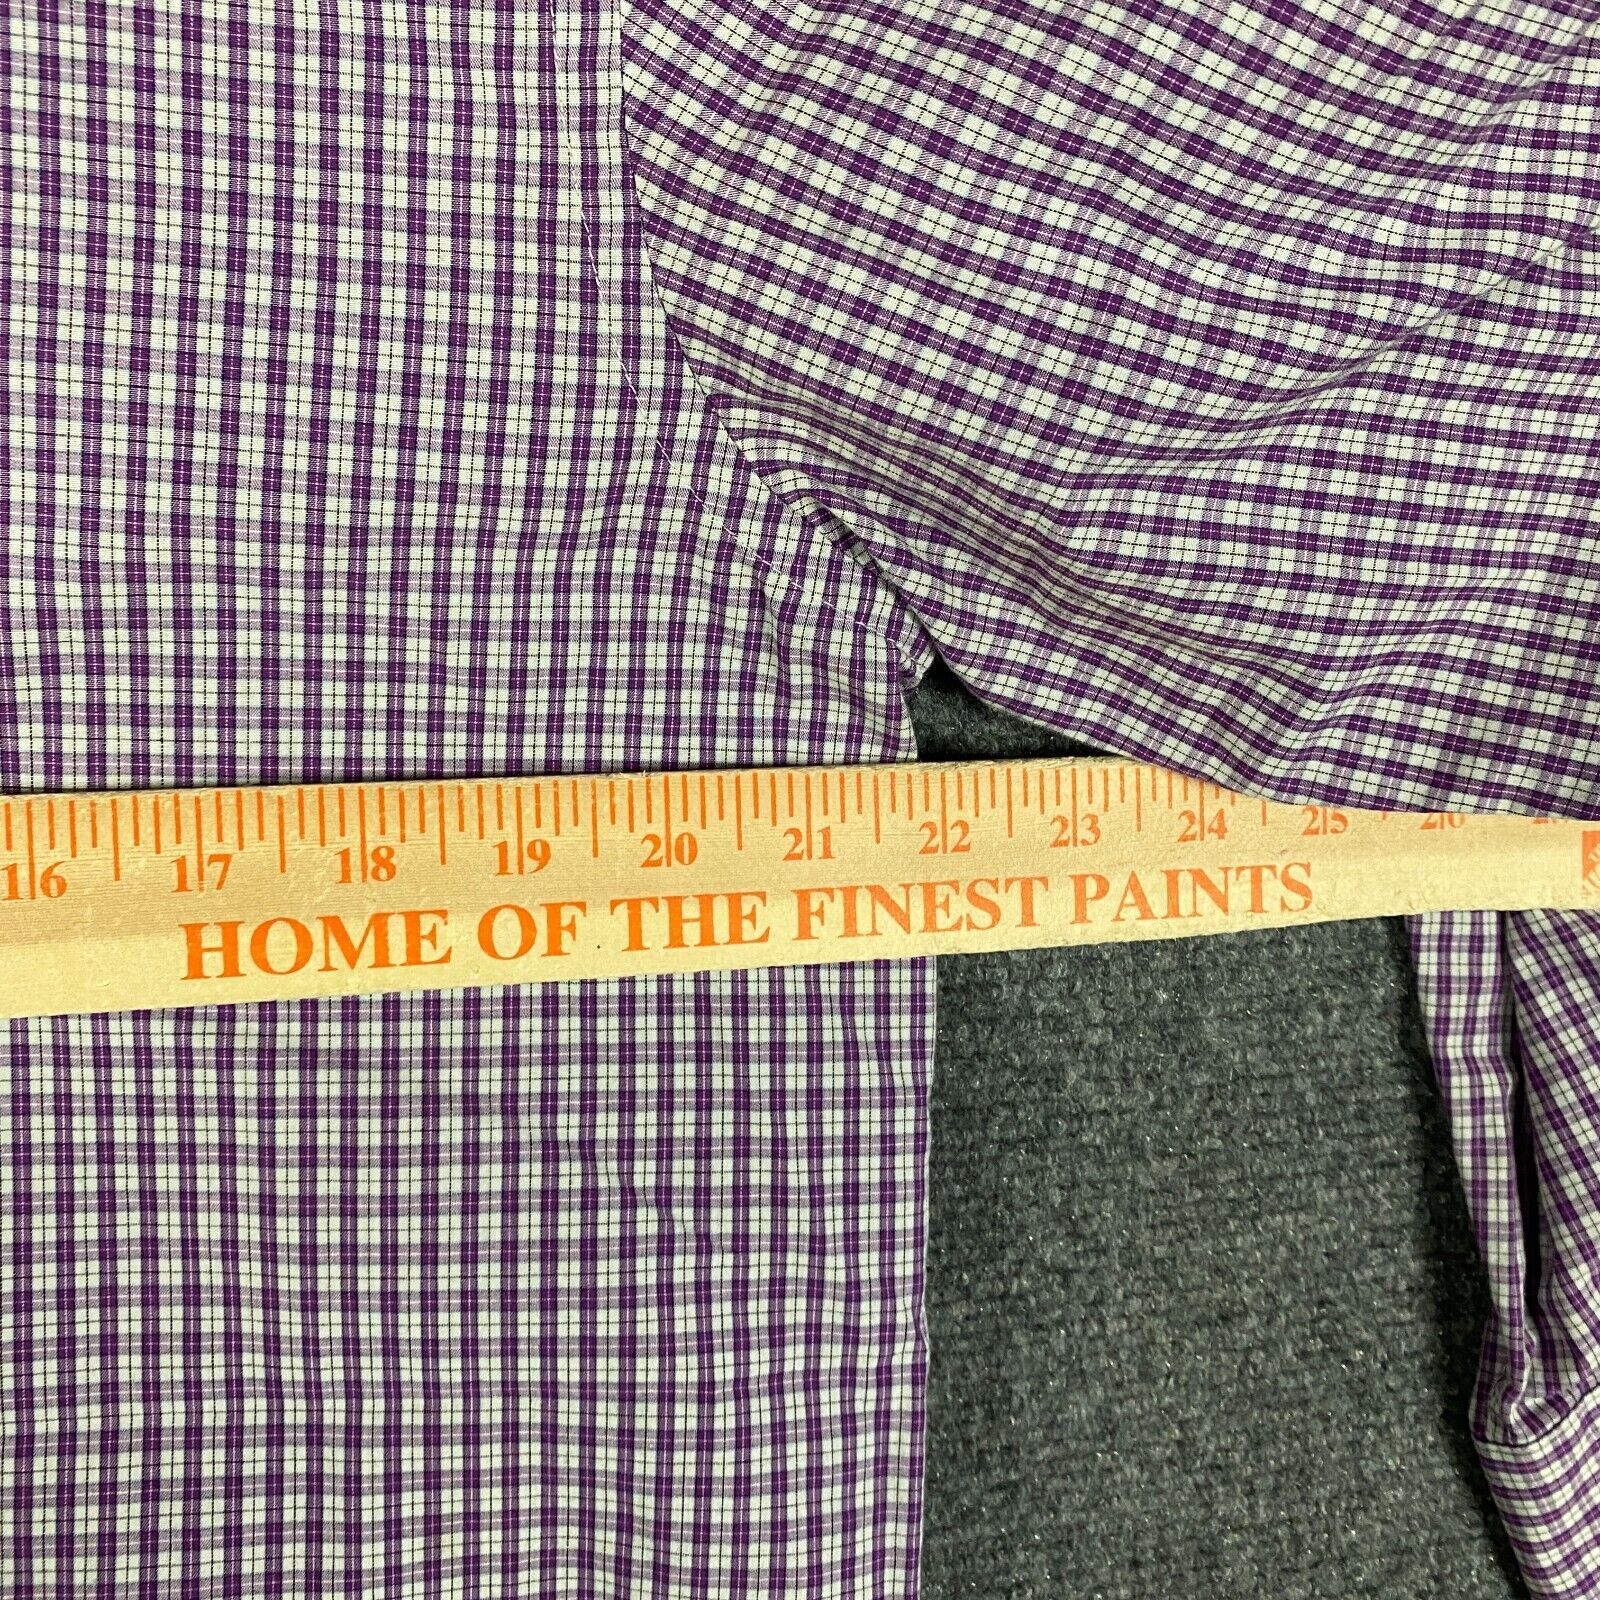 16 17 18 19 20 21 22 23 24 25 26
HOME OF THE FINEST PAINTS